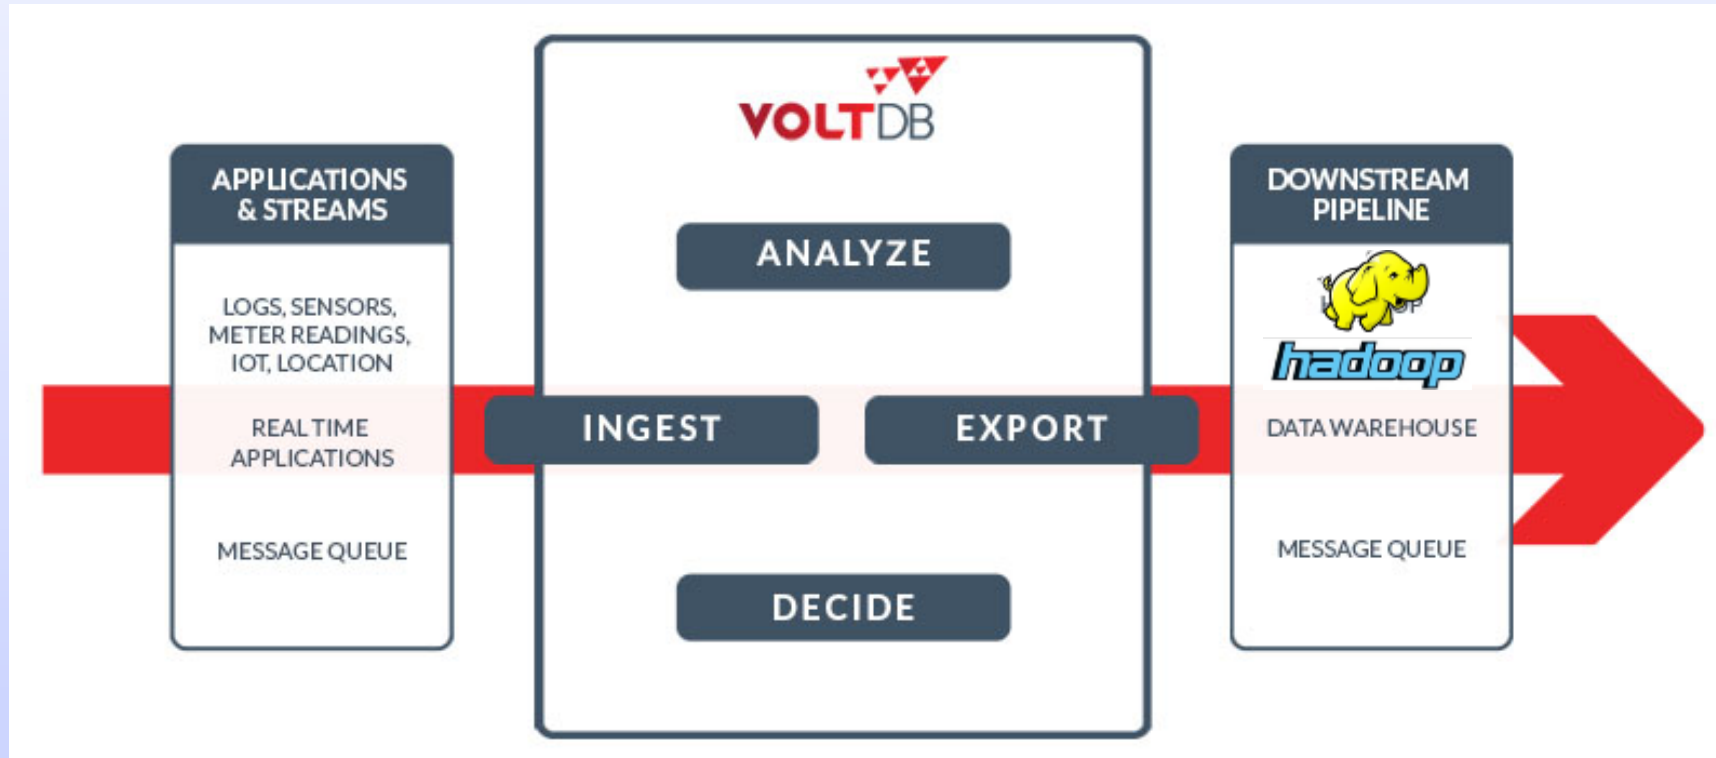 VOLTDB
APPLICATIONS
& STREAMS
LOGS, SENSORS,
METER READINGS,
IOT, LOCATION
REAL TIME
APPLICATIONS
MESSAGE QUEUE
ANALYZE
INGEST
EXPORT
DECIDE
DOWNSTREAM
PIPELINE
hadoop
DATA WAREHOUSE
MESSAGE QUEUE